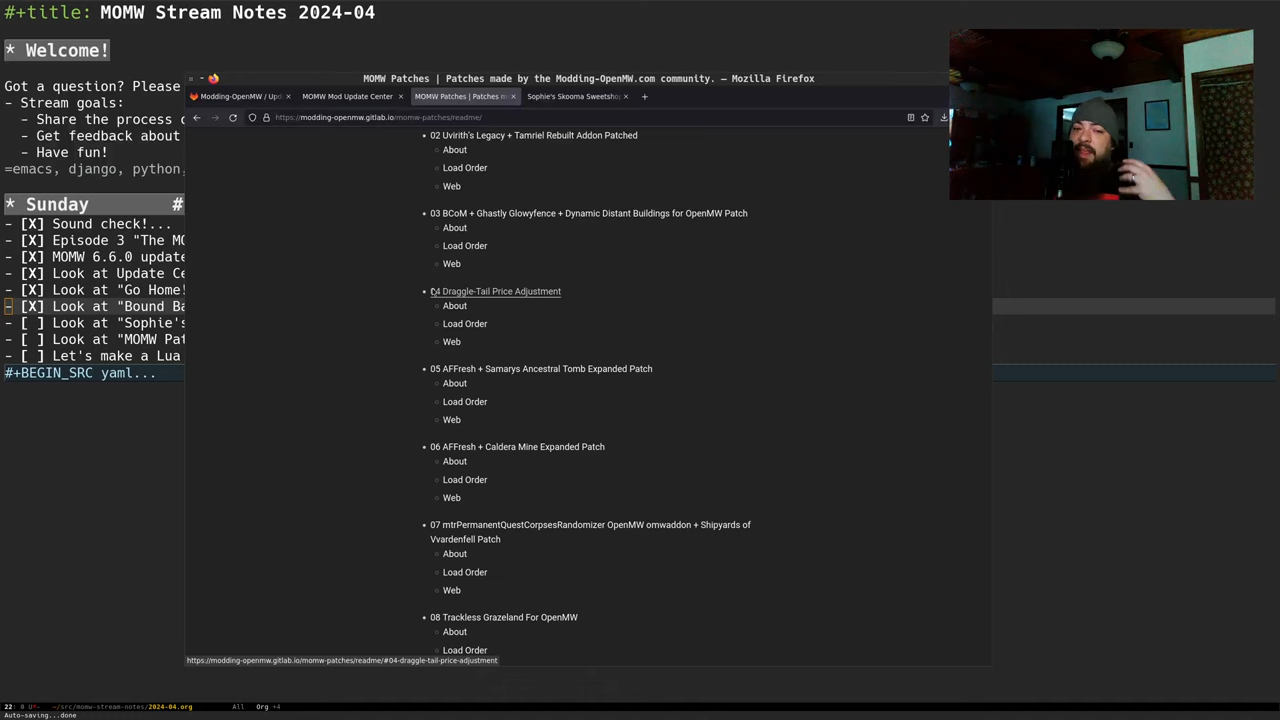 #+title: MOMW Stream Notes 2024-04
* Welcome!
Got a question? Please
- Stream goals:
- Share the process o
- Get feedback about
- Have fun!
=emacs, django, python,
* Sunday #
- [X] Sound check!...
- [X] Episode 3 "The MO
- [X] MOMW 6.6.0 update
- [X] Look at Update Ce
- [X] Look at "Go Home!
- [X] Look at "Bound Ba
- [ ] Look at "Sophie's
- [ ] Look at "MOMW Pat
- [ ] Let's make a Lua
#+BEGIN_SRC yaml...
MOMW Patches | Patches made by the Modding-OpenMW.com community. — Mozilla Firefox
Modding-OpenMW / Upd
MOMW Mod Update Center
MOMW Patches | Patches m
Sophie's Skooma Sweetshop
https://modding-openmw.gitlab.io/momw-patches/readme/
02 Uvirith's Legacy + Tamriel Rebuilt Addon Patched
About
Load Order
Web
03 BCoM + Ghastly Glowyfence + Dynamic Distant Buildings for OpenMW Patch
About
Load Order
Web
04 Draggle-Tail Price Adjustment
About
Load Order
Web
05 AFFresh + Samarys Ancestral Tomb Expanded Patch
About
Load Order
Web
06 AFFresh + Caldera Mine Expanded Patch
About
Load Order
Web
07 mtrPermanentQuestCorpsesRandomizer OpenMW omwaddon + Shipyards of
Vvardenfell Patch
About
Load Order
Web
08 Trackless Grazeland For OpenMW
About
Load Order
https://modding-openmw.gitlab.io/momw-patches/readme/#04-draggle-tail-price-adjustment
22: 0 U*- ~/src/momw-stream-notes/2024-04.org All Org +4
Auto-saving...done